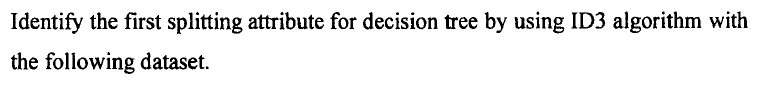 Identify the first splitting attribute for decision tree by using ID3 algorithm with
the following dataset.